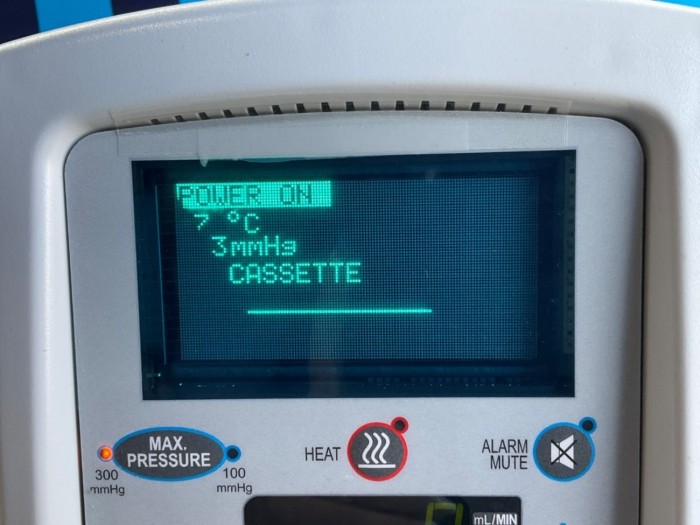 POWER ON
7 °C
3mmHg
CASSETTE
MAX.
PRESSURE
300
mmHg
100
mmHg
HEAT
ALARM
MUTE
mL/MIN